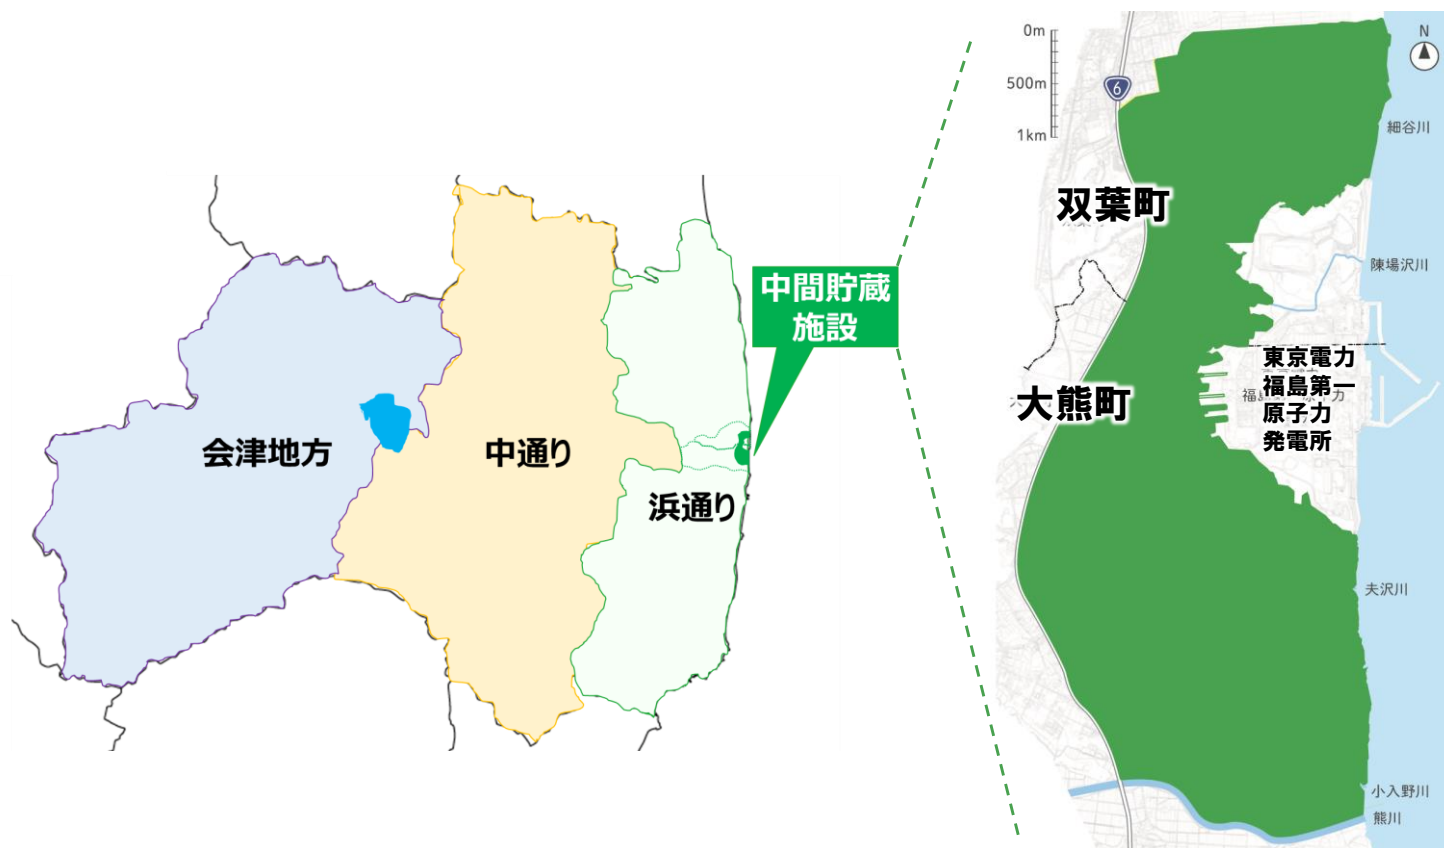 会津地方
中通り
浜通り
中間貯蔵
施設
0m
500m
1km
6
N
双葉町
大熊町
東京電力
福島第一
原子力
発電所
細谷川
陳場沢川
夫沢川
小入野川
熊川